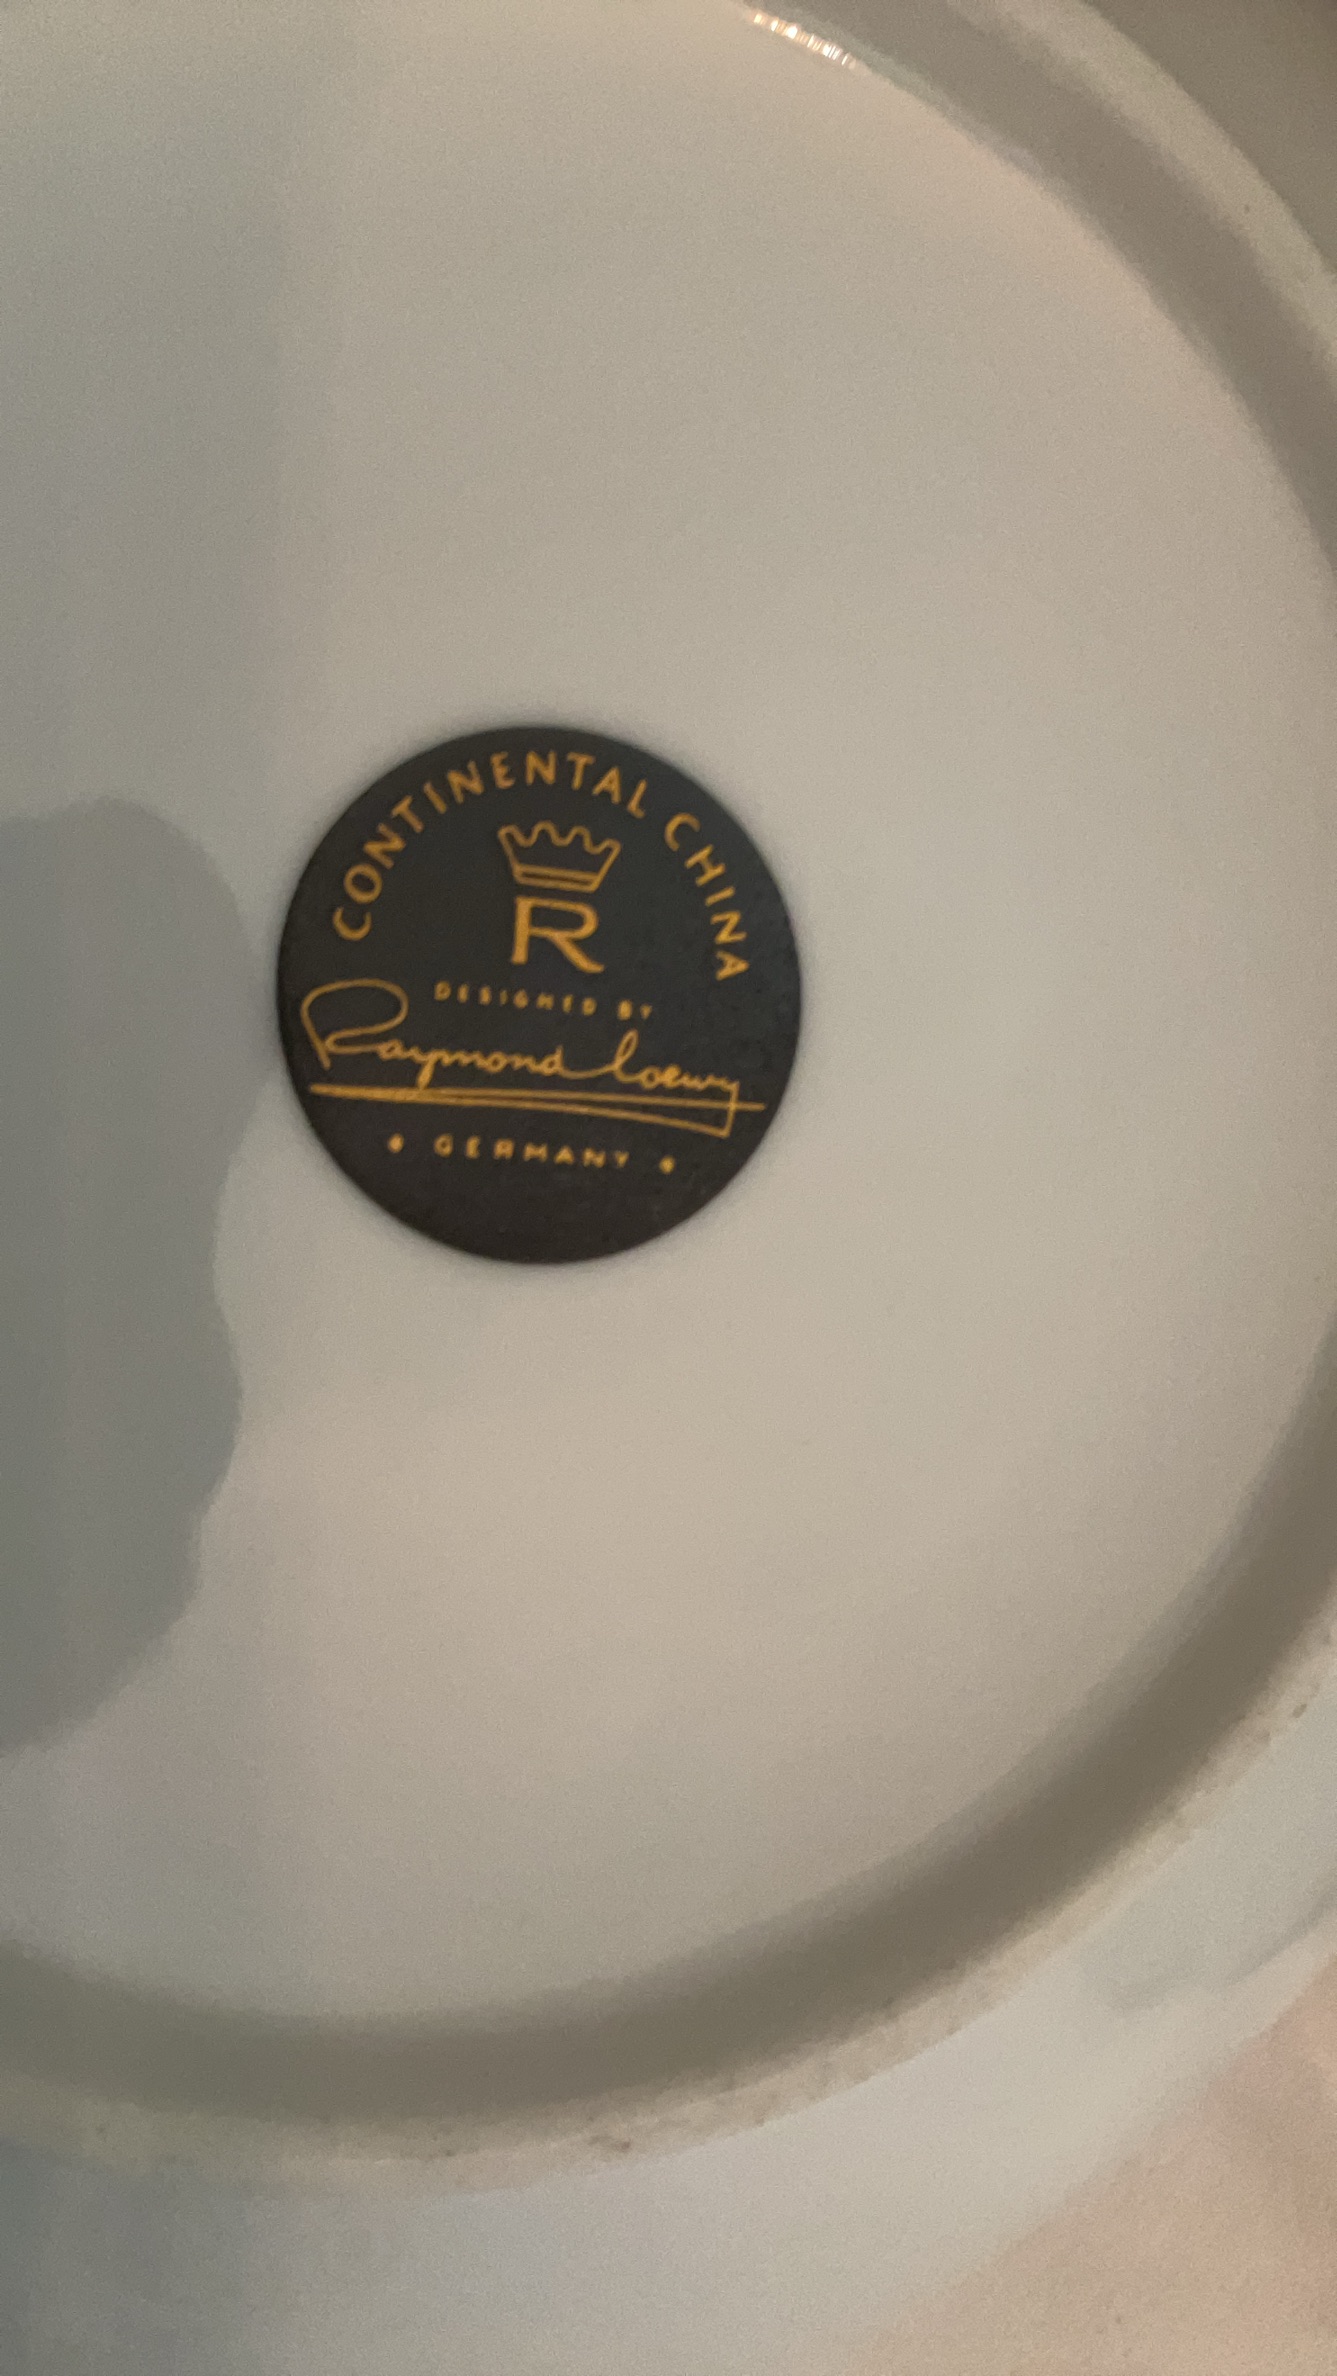 CONTINENTAL CHINA
R
DESIGNED BY
Raymond Loewy
GERMANY